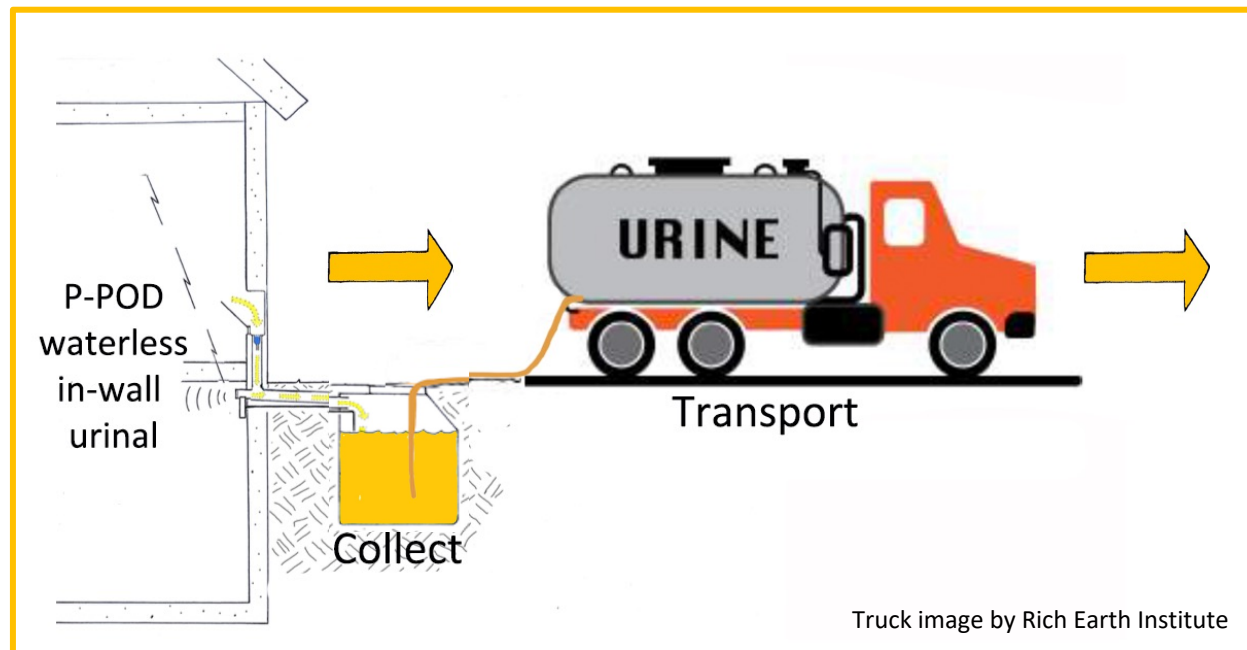 URINE
P-POD
waterless
in-wall
urinal
Transport
Collect
Truck image by Rich Earth Institute